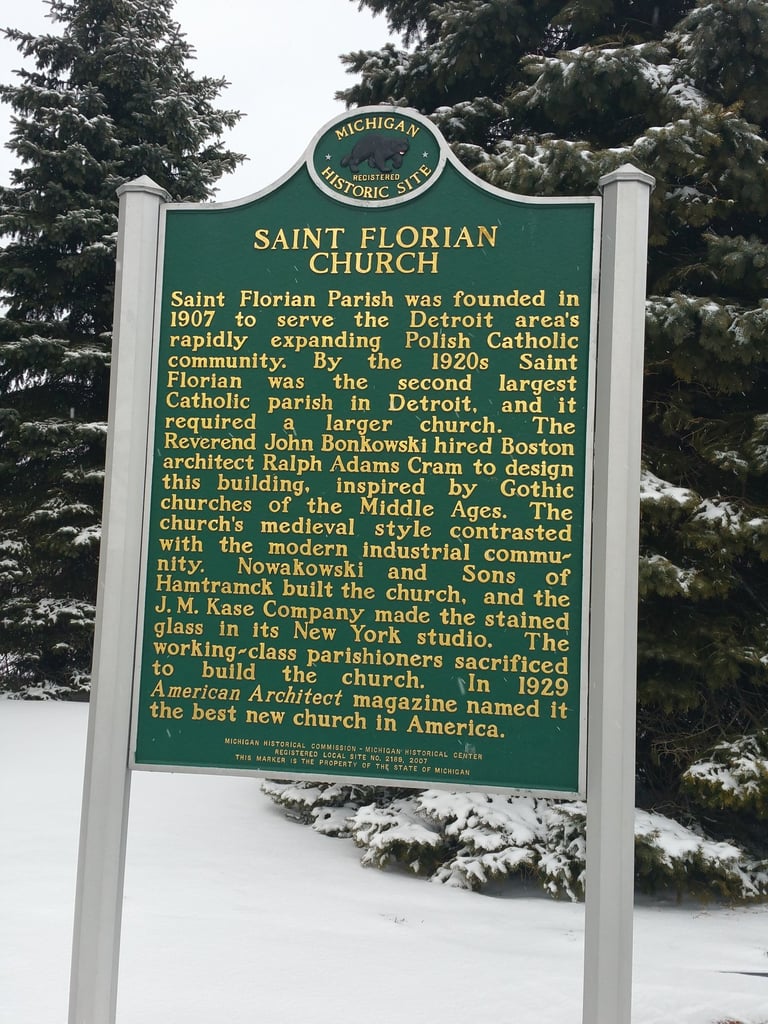 MICHIGAN
REGISTERED
HISTORIC SITE
SAINT FLORIAN
CHURCH
Saint Florian Parish was founded in
1907 to serve the Detroit area's
rapidly expanding Polish Catholic
community. By the 1920s Saint
Florian was the second largest
Catholic parish in Detroit, and it
required a larger church. The
Reverend John Bonkowski hired Boston
architect Ralph Adams Cram to design
this building, inspired by Gothic
churches of the Middle Ages. The
church's medieval style contrasted
with the modern industrial commu-
nity. Nowakowski and Sons of
Hamtramck built the church, and the
J. M. Kase Company made the stained
glass in its New York studio. The
working-class parishioners sacrificed
to build the church. In 1929
American Architect magazine named it
the best new church in America.
MICHIGAN HISTORICAL COMMISSION - MICHIGAN HISTORICAL CENTER
REGISTERED LOCAL SITE NO. 2185, 2007
THIS MARKER IS THE PROPERTY OF THE STATE OF MICHIGAN